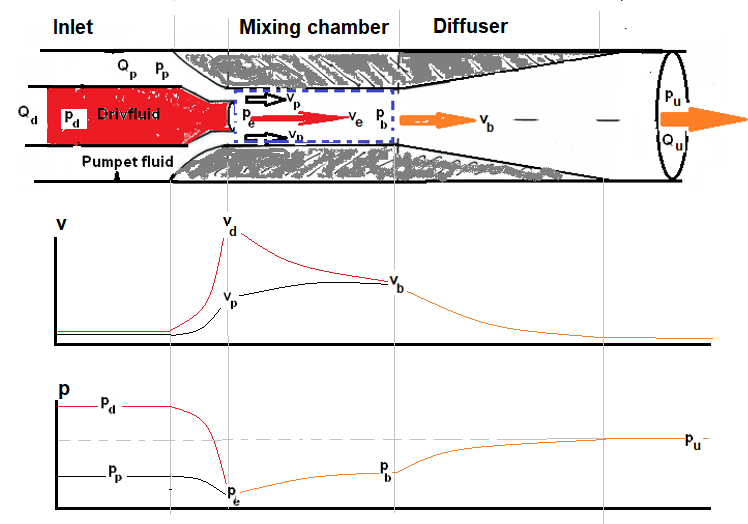 Inlet Mixing chamber Diffuser
Qp pp
Qd pd Drivfluid
pe vp ve pb vb
vp
pu
Qu
Pumpet fluid
v
vd
vp
vb
p
pd
pp
pe
pb
pu